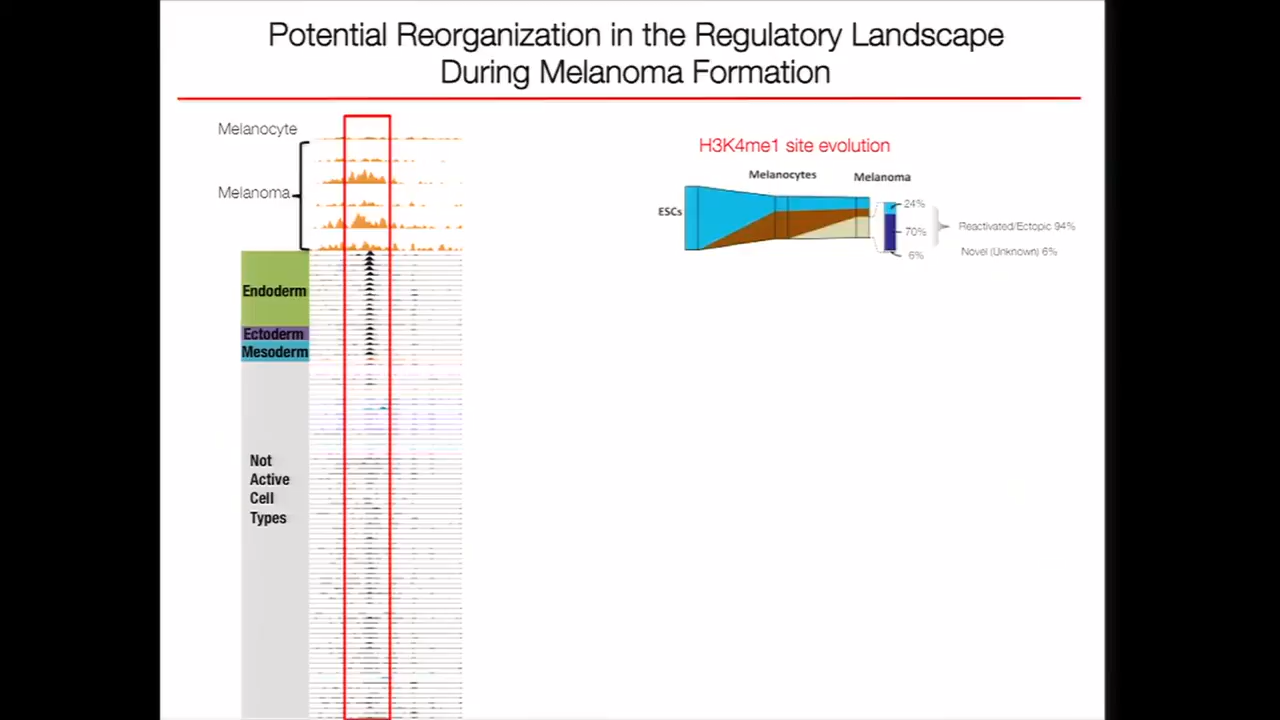 Potential Reorganization in the Regulatory Landscape
During Melanoma Formation
Melanocyte
Melanoma
Endoderm
Ectoderm
Mesoderm
Not
Active
Cell
Types
H3K4me1 site evolution
Melanocytes
Melanoma
ESCs
24%
70%
6%
Reactivated/Ectopic 94%
Novel (Unknown) 6%